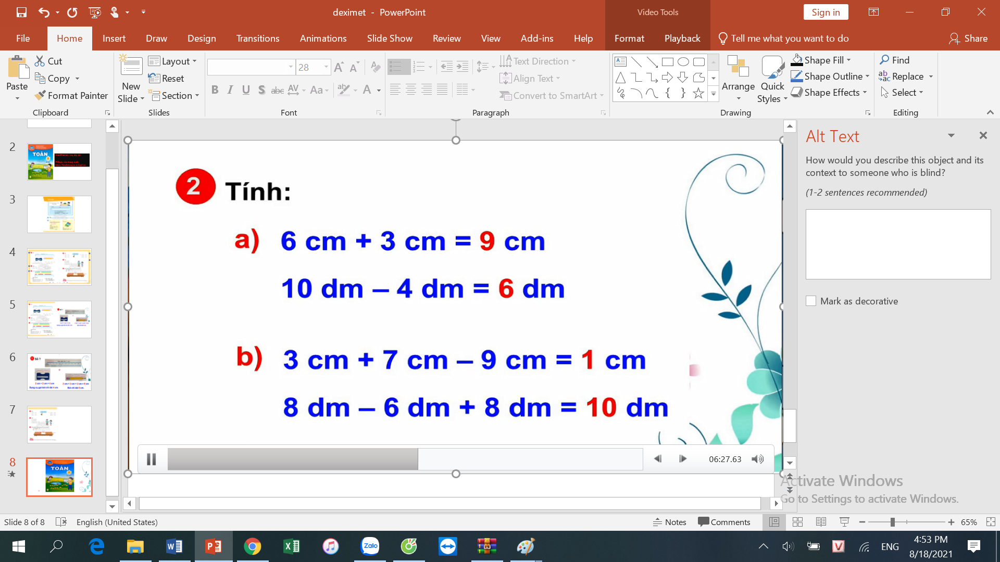 deximet - PowerPoint
Video Tools
Sign in
File Home Insert Draw Design Transitions Animations Slide Show Review View Add-ins Help Format Playback Tell me what you want to do Share
Paste
Cut
Copy
Format Painter
Clipboard
New Slide
Layout
Reset
Section
Slides
28
B I U S abc AV Aa A
Font
Text Direction
Align Text
Convert to SmartArt
Paragraph
Arrange
Quick Styles
Shape Fill
Shape Outline
Shape Effects
Drawing
Find
Replace
Select
Editing
2
TOÁN
3
4
5
6
7
8
TOÁN
2 Tính:
a) 6 cm + 3 cm = 9 cm
10 dm – 4 dm = 6 dm
b) 3 cm + 7 cm – 9 cm = 1 cm
8 dm – 6 dm + 8 dm = 10 dm
06:27.63
Alt Text
How would you describe this object and its
context to someone who is blind?
(1-2 sentences recommended)
Mark as decorative
Activate Windows
Go to Settings to activate Windows.
Slide 8 of 8 English (United States) Notes Comments 65%
Zalo
ENG
4:53 PM
8/18/2021